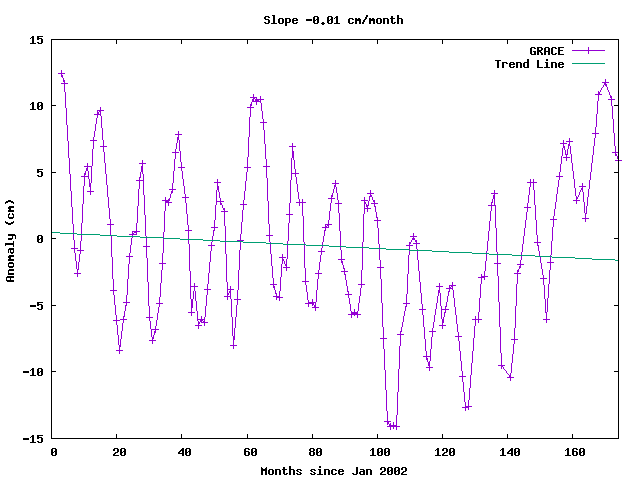 Slope -0.01 cm/month
GRACE
Trend Line
15
10
5
0
-5
-10
-15
Anomaly (cm)
0 20 40 60 80 100 120 140 160
Months since Jan 2002